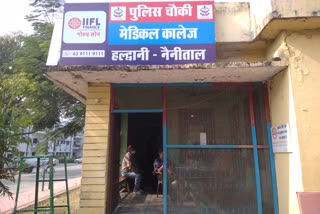 IIFL
FINANCE
गोल्ड लोन
पुलिस चौकी
मेडिकल कालेज
हल्द्वानी - नैनीताल